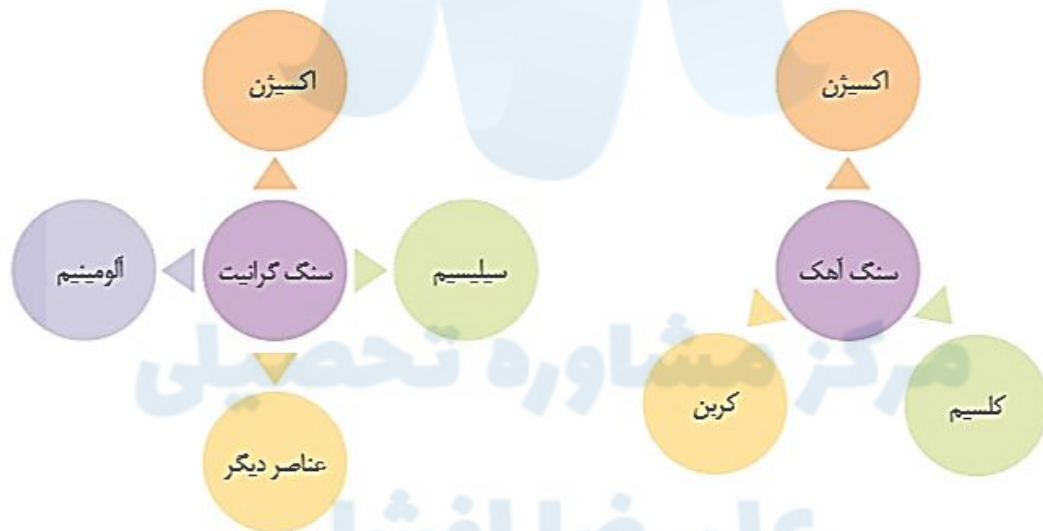 اکسیژن
سنگ آهک
کربن
کلسیم
اکسیژن
سنگ گرانیت
سیلیسیم
آلومینیم
عناصر دیگر
مرکز مشاوره تحصیلی